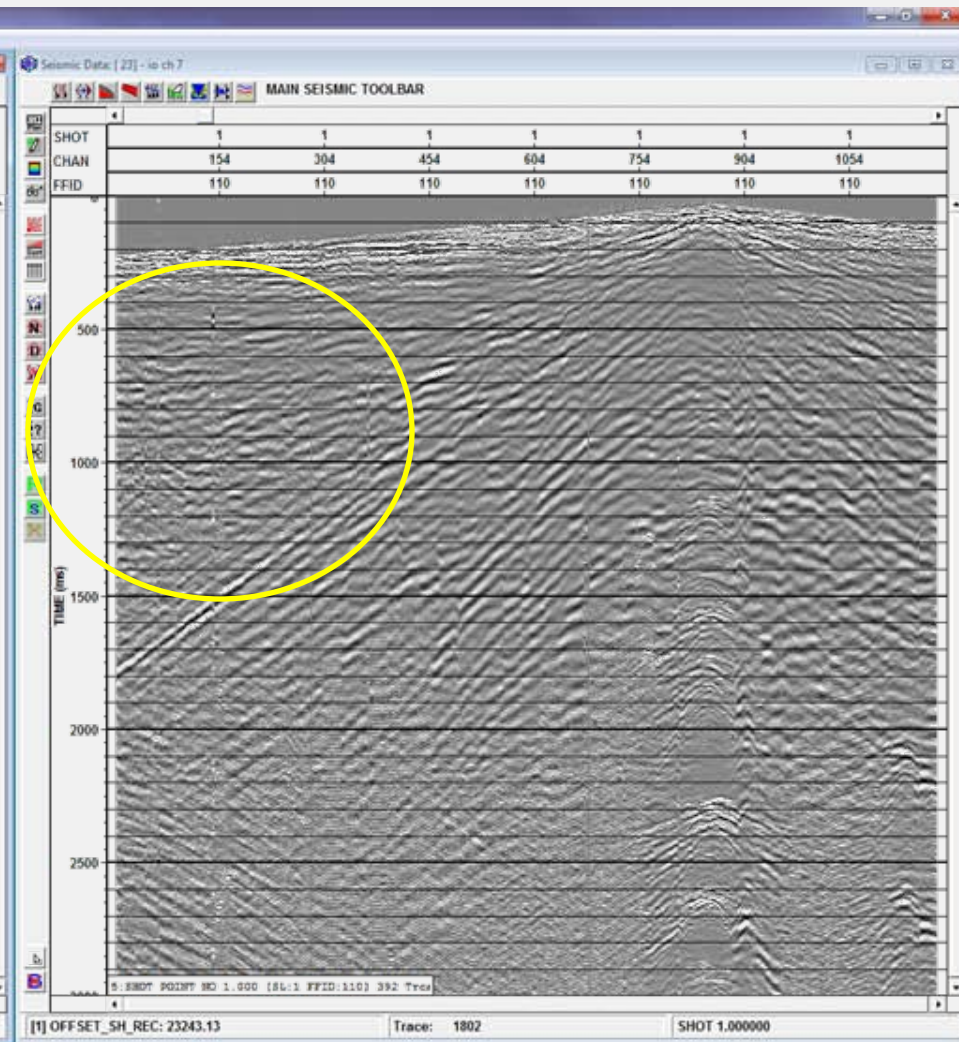 Seismic Data: [ 23] - io ch 7
MAIN SEISMIC TOOLBAR
SHOT 1 1 1 1 1 1 1
CHAN 154 304 454 604 754 904 1054
FFID 110 110 110 110 110 110 110
0
500
1000
1500
2000
2500
TIME (ms)
N
D
S
5:SHOT POINT NO 1.000 (SL:1 FFID:110) 392 Trcs
[1] OFFSET_SH_REC: 23243.13 Trace: 1802 SHOT 1.000000